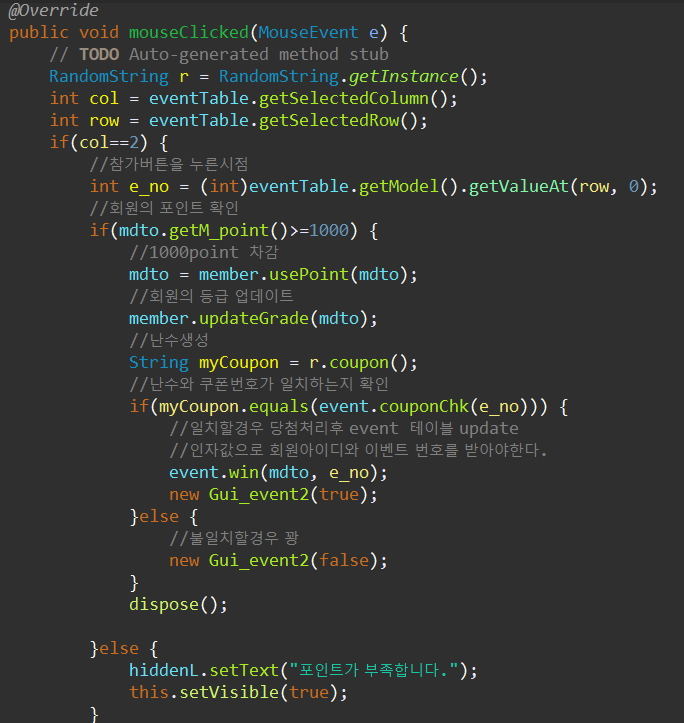 @Override
public void mouseClicked(MouseEvent e) {
    // TODO Auto-generated method stub
    RandomString r = RandomString.getInstance();
    int col = eventTable.getSelectedColumn();
    int row = eventTable.getSelectedRow();
    if(col==2) {
        //참가버튼을 누른시점
        int e_no = (int)eventTable.getModel().getValueAt(row, 0);
        //회원의 포인트 확인
        if(mdto.getM_point()>=1000) {
            //1000point 차감
            mdto = member.usePoint(mdto);
            //회원의 등급 업데이트
            member.updateGrade(mdto);
            //난수생성
            String myCoupon = r.coupon();
            //난수와 쿠폰번호가 일치하는지 확인
            if(myCoupon.equals(event.couponChk(e_no))) {
                //일치할경우 당첨처리후 event 테이블 update
                //인자값으로 회원아이디와 이벤트 번호를 받아야한다.
                event.win(mdto, e_no);
                new Gui_event2(true);
            }else {
                //불일치할경우 꽝
                new Gui_event2(false);
            }
            dispose();
        }else {
            hiddenL.setText("포인트가 부족합니다.");
            this.setVisible(true);
        }